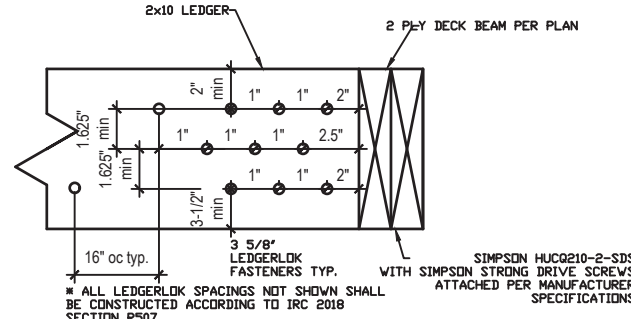 2x10 LEDGER
2 PLY DECK BEAM PER PLAN
2" min
1" 1" 2"
1.625" min
1" 1" 1" 2.5"
1.625" min
1" 1" 2"
3-1/2" min
16" oc typ.
3 5/8"
LEDGERLOK
FASTENERS TYP.
SIMPSON HUCQ210-2-SDS
WITH SIMPSON STRONG DRIVE SCREWS
ATTACHED PER MANUFACTURER
SPECIFICATIONS
* ALL LEDGERLOK SPACINGS NOT SHOWN SHALL
BE CONSTRUCTED ACCORDING TO IRC 2018
SECTION R507